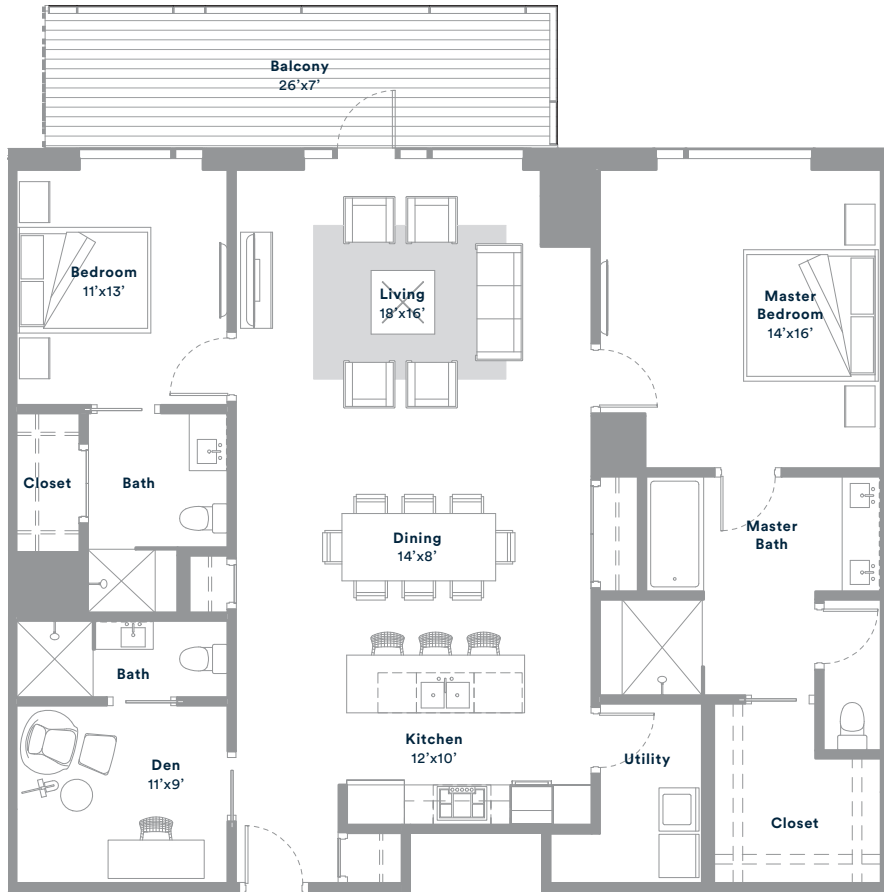 Balcony
26’x7’
Bedroom
11’x13’
Living
18’x16’
Master
Bedroom
14’x16’
Closet
Bath
Dining
14’x8’
Master
Bath
Bath
Kitchen
12’x10’
Den
11’x9’
Utility
Closet